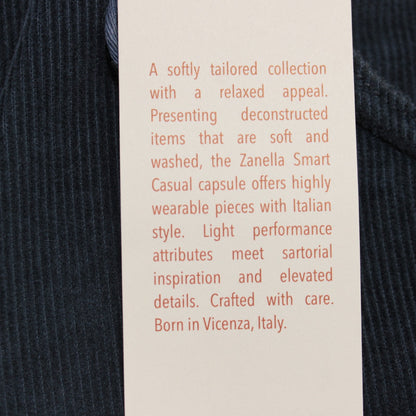 A softly tailored collection
with a relaxed appeal.
Presenting deconstructed
items that are soft and
washed, the Zanella Smart
Casual capsule offers highly
wearable pieces with Italian
style. Light performance
attributes meet sartorial
inspiration and elevated
details. Crafted with care.
Born in Vicenza, Italy.